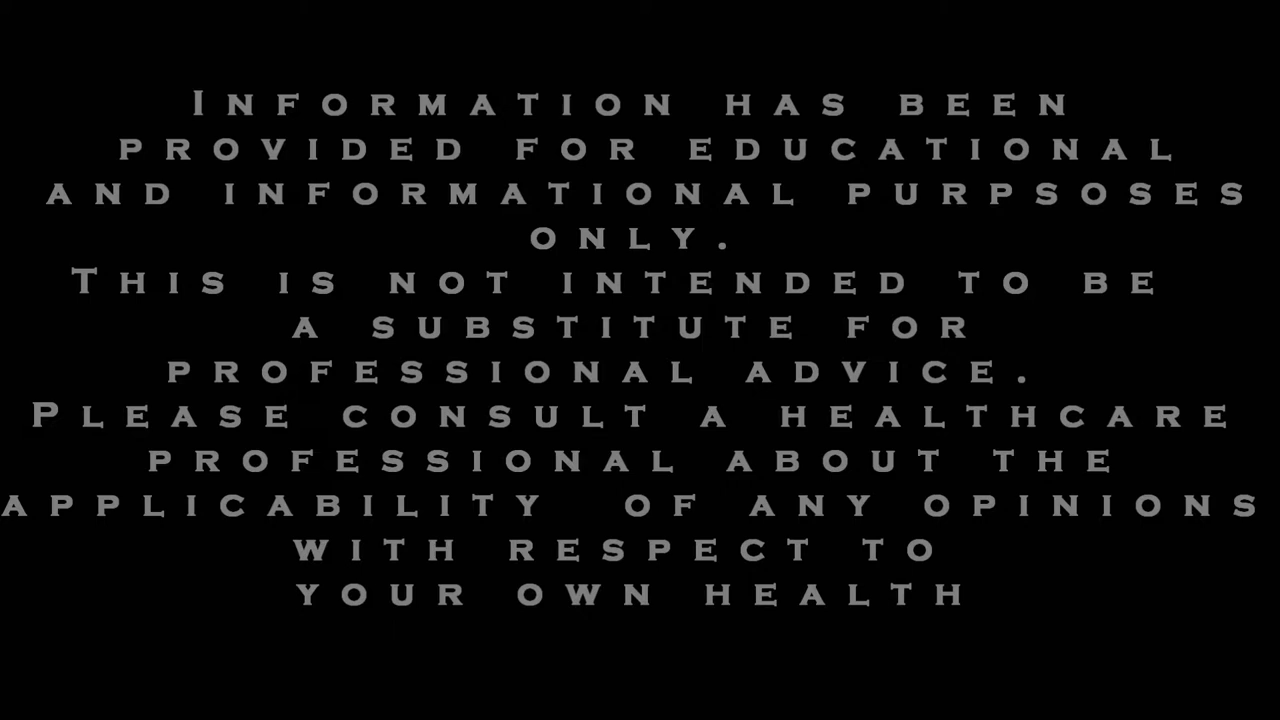 Information has been
provided for educational
and informational purpsoses
only.
This is not intended to be
a substitute for
professional advice.
Please consult a healthcare
professional about the
applicability of any opinions
with respect to
your own health